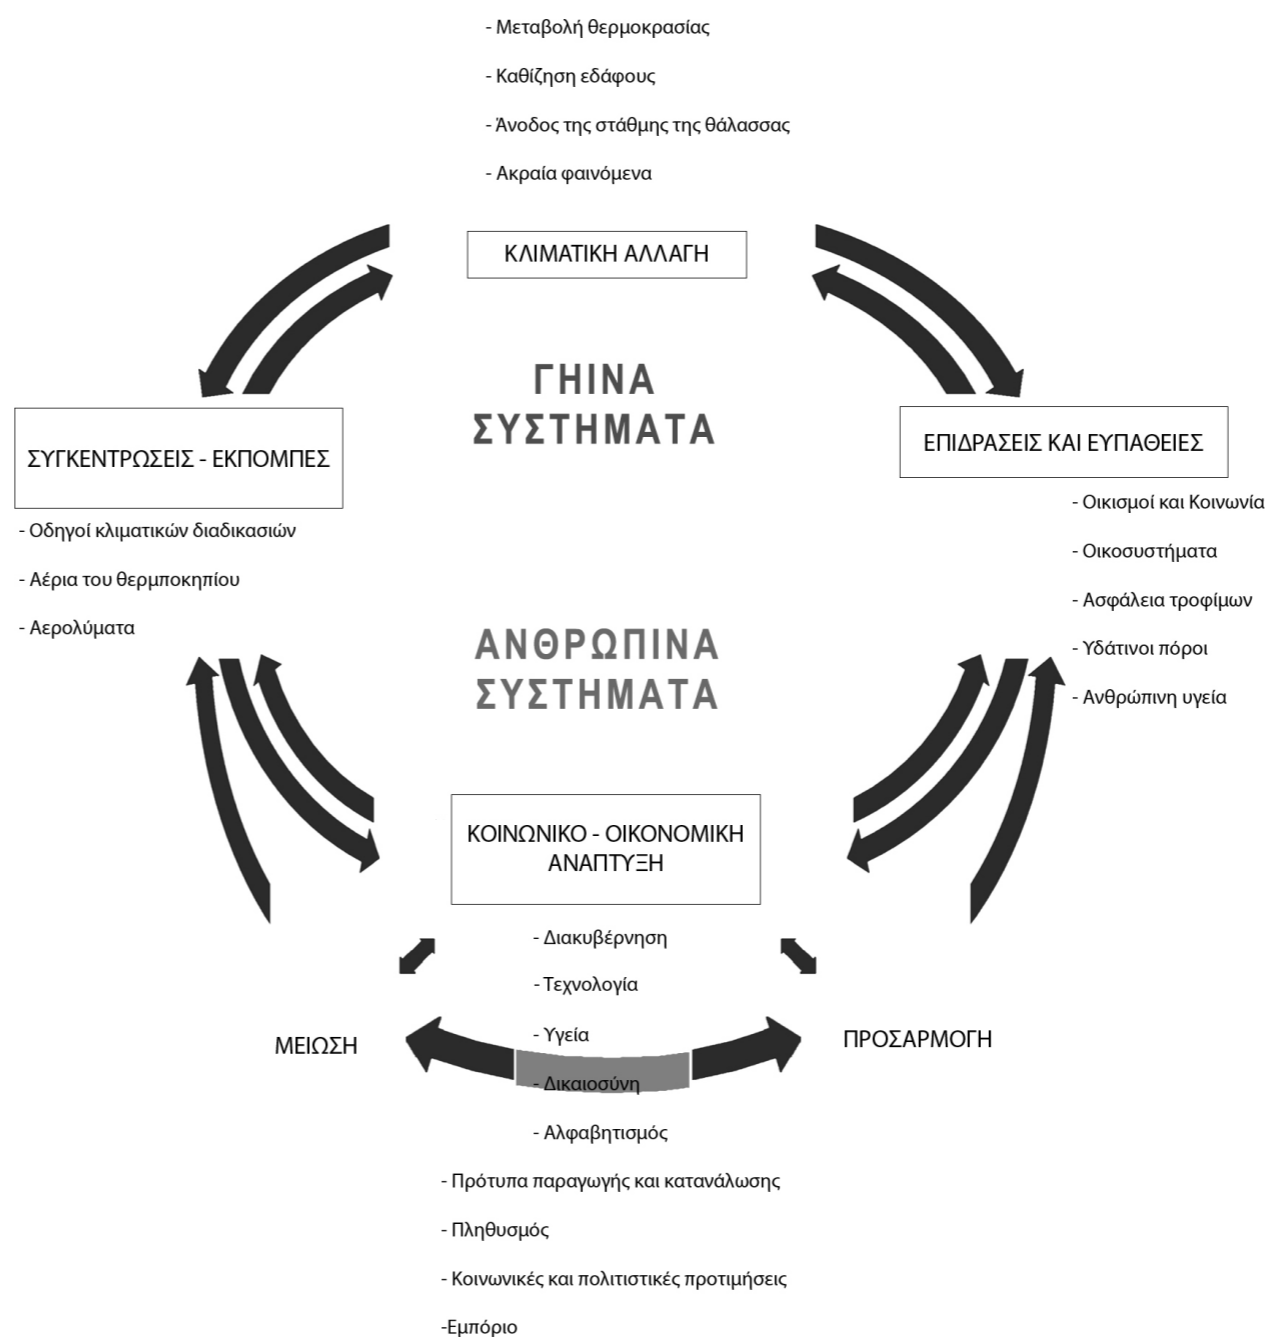 - Μεταβολή θερμοκρασίας
- Καθίζηση εδάφους
- Άνοδος της στάθμης της θάλασσας
- Ακραία φαινόμενα
ΚΛΙΜΑΤΙΚΗ ΑΛΛΑΓΗ
ΓΗΙΝΑ
ΣΥΣΤΗΜΑΤΑ
ΣΥΓΚΕΝΤΡΩΣΕΙΣ - ΕΚΠΟΜΠΕΣ
- Οδηγοί κλιματικών διαδικασιών
- Αέρια του θερμποκηπίου
- Αερολύματα
ΕΠΙΔΡΑΣΕΙΣ ΚΑΙ ΕΥΠΑΘΕΙΕΣ
- Οικισμοί και Κοινωνία
- Οικοσυστήματα
- Ασφάλεια τροφίμων
- Υδάτινοι πόροι
- Ανθρώπινη υγεία
ΑΝΘΡΩΠΙΝΑ
ΣΥΣΤΗΜΑΤΑ
ΚΟΙΝΩΝΙΚΟ - ΟΙΚΟΝΟΜΙΚΗ
ΑΝΑΠΤΥΞΗ
- Διακυβέρνηση
- Τεχνολογία
- Υγεία
- Δικαιοσύνη
- Αλφαβητισμός
- Πρότυπα παραγωγής και κατανάλωσης
- Πληθυσμός
- Κοινωνικές και πολιτιστικές προτιμήσεις
-Εμπόριο
ΜΕΙΩΣΗ
ΠΡΟΣΑΡΜΟΓΗ